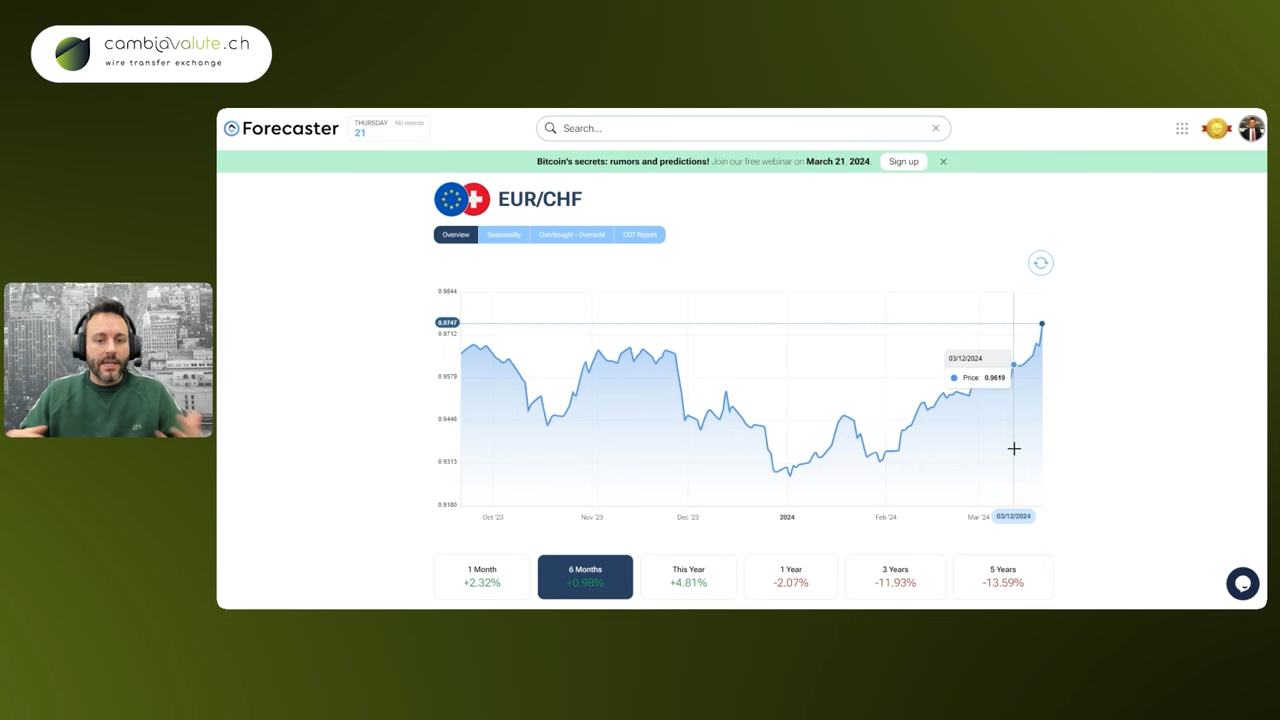 cambiavalute.ch
wire transfer exchange
Forecaster
THURSDAY
21
No events
Search...
Bitcoin's secrets: rumors and predictions! Join our free webinar on March 21, 2024. Sign up
EUR/CHF
Overview Seasonality Overbought - Oversold COT Report
0.9844
0.9747
0.9712
0.9579
0.9446
0.9313
0.9180
03/12/2024
Price: 0.9619
Oct '23 Nov '23 Dec '23 2024 Feb '24 Mar '24 03/12/2024
1 Month
+2.32%
6 Months
+0.98%
This Year
+4.81%
1 Year
-2.07%
3 Years
-11.93%
5 Years
-13.59%